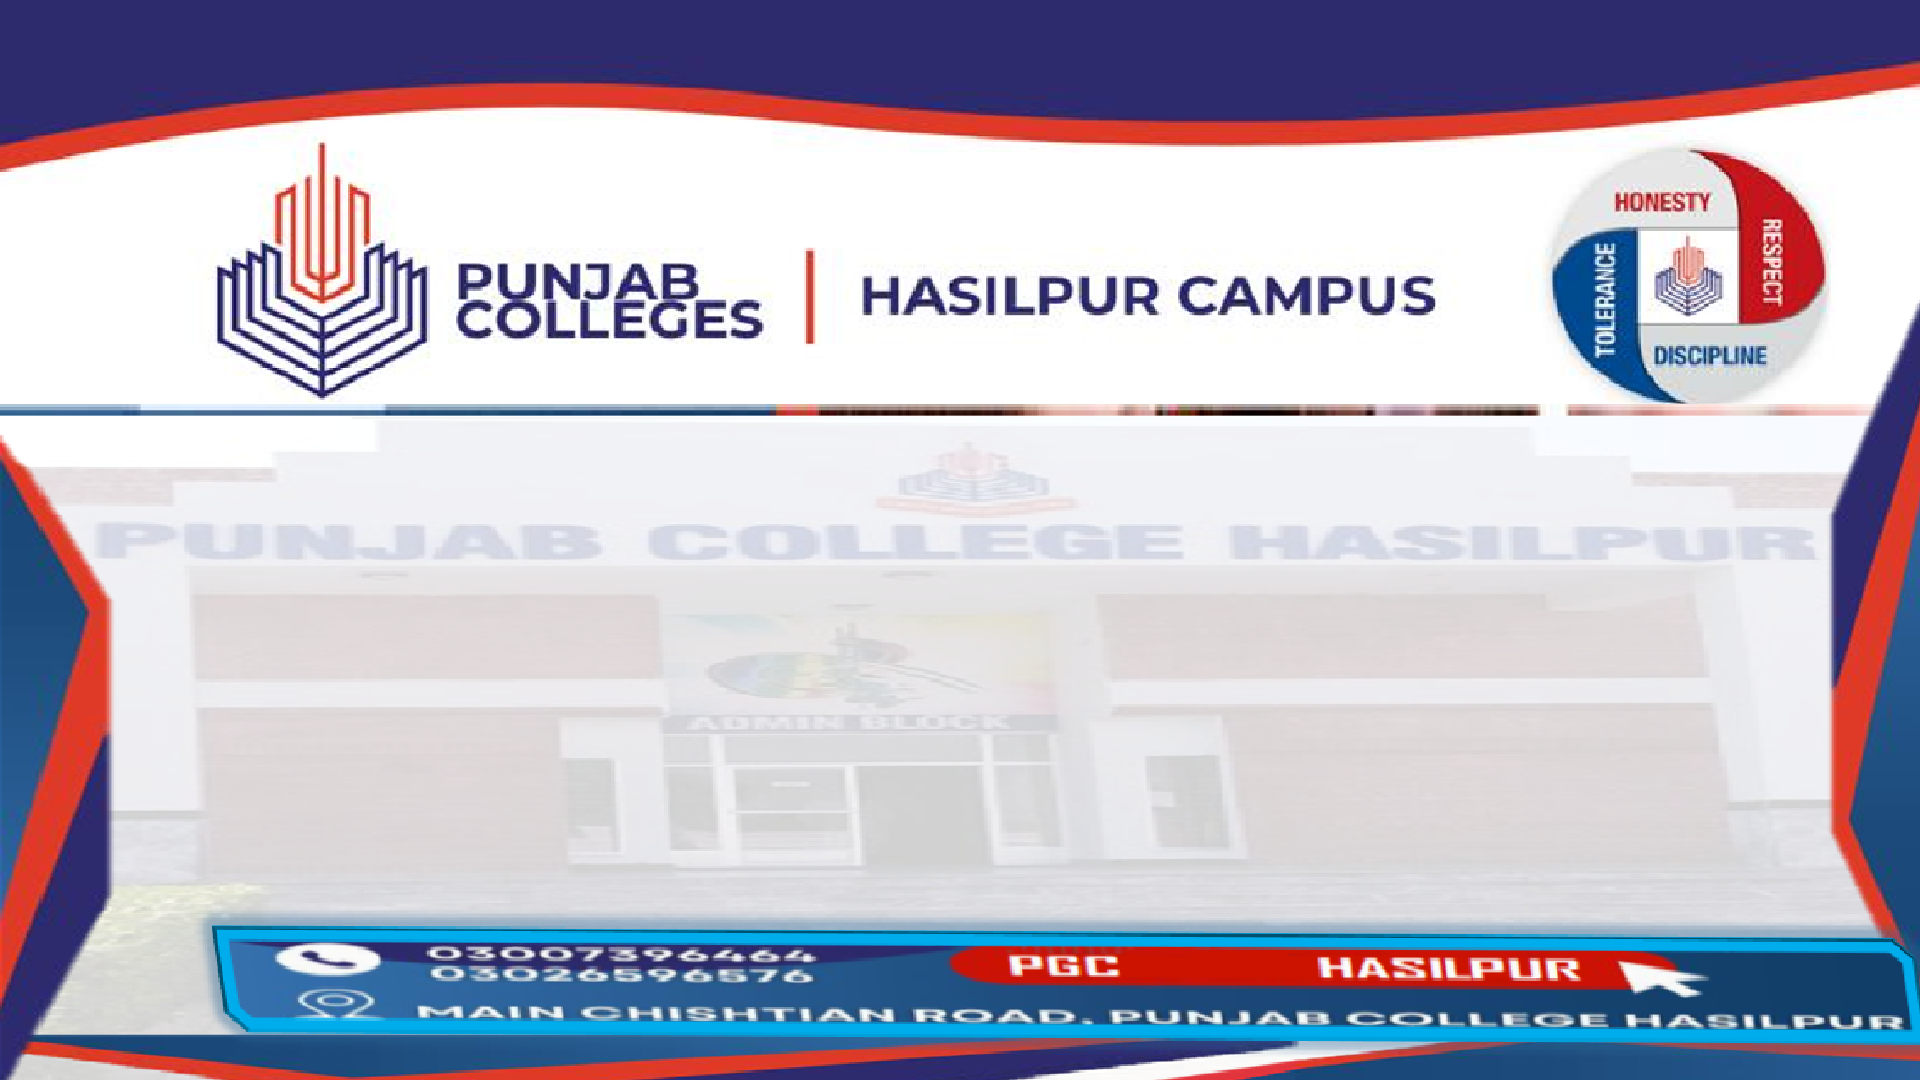 PUNJAB
COLLEGES
HASILPUR CAMPUS
HONESTY
RESPECT
TOLERANCE
DISCIPLINE
PUNJAB COLLEGE HASILPUR
ADMIN BLOCK
03007396464
03026596576
PGC HASILPUR
MAIN CHISHTIAN ROAD, PUNJAB COLLEGE HASILPUR